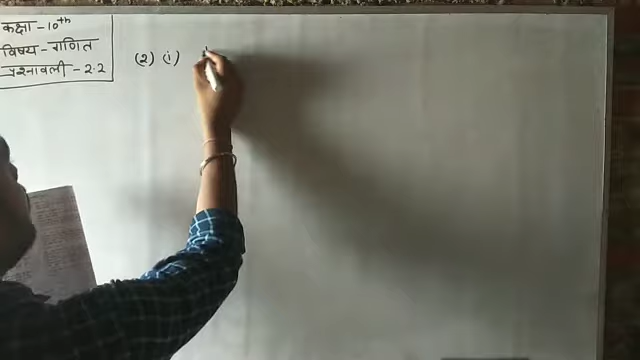 कक्षा - 10th
विषय - गणित
प्रश्नावली - 2.2
(2) (i)